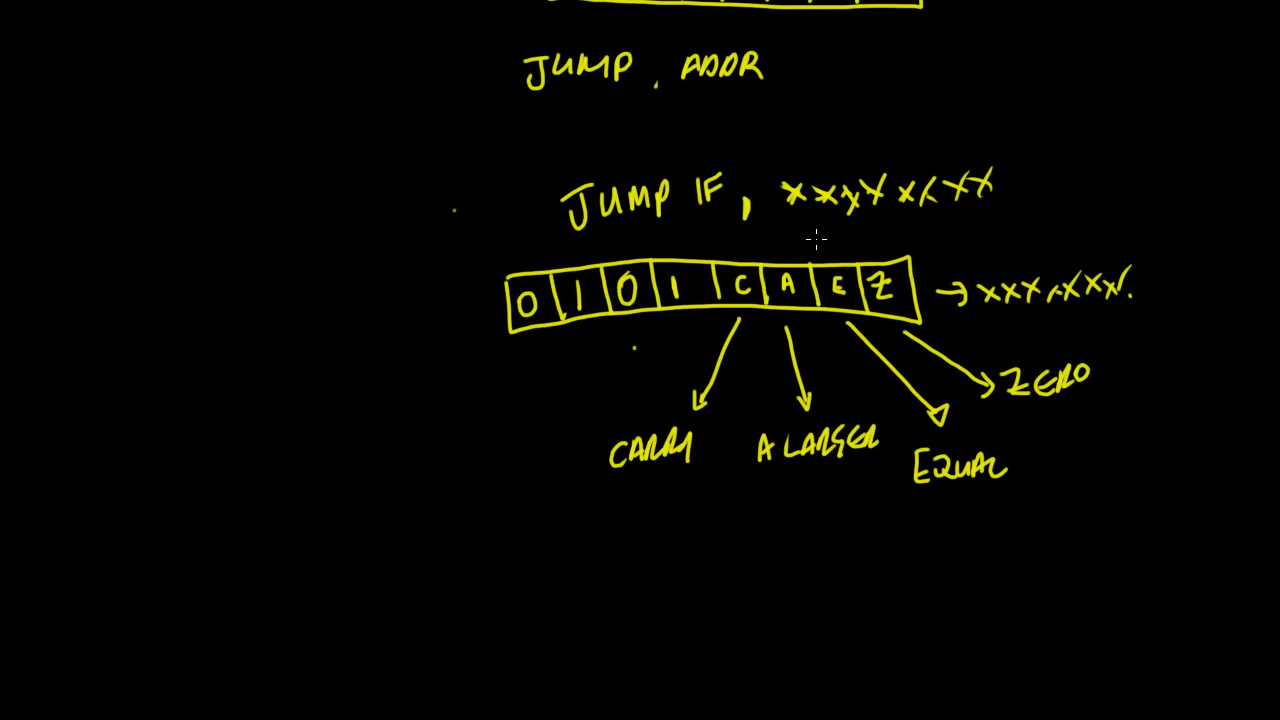 JUMP . ADDR
JUMP IF, xxxxxxxx
0 1 0 1 C A E Z → xxxxxxxx.
ZERO
CARRY A LARGER
EQUAL